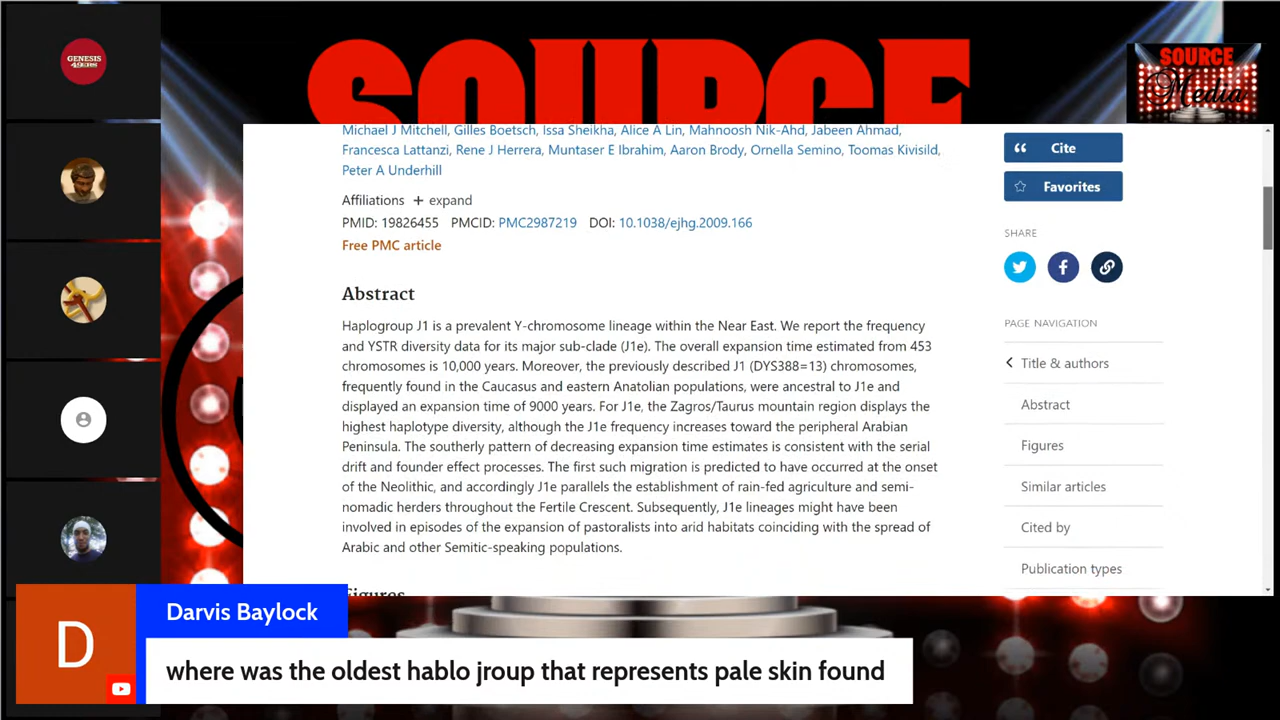 GENESIS
49ERS
SOURCE
SOURCE
Media
Michael J Mitchell, Gilles Boetsch, Issa Sheikha, Alice A Lin, Mahnoosh Nik-Ahd, Jabeen Ahmad,
Francesca Lattanzi, Rene J Herrera, Muntaser E Ibrahim, Aaron Brody, Ornella Semino, Toomas Kivisild,
Peter A Underhill
Affiliations + expand
PMID: 19826455 PMCID: PMC2987219 DOI: 10.1038/ejhg.2009.166
Free PMC article
Abstract
Haplogroup J1 is a prevalent Y-chromosome lineage within the Near East. We report the frequency
and YSTR diversity data for its major sub-clade (J1e). The overall expansion time estimated from 453
chromosomes is 10,000 years. Moreover, the previously described J1 (DYS388=13) chromosomes,
frequently found in the Caucasus and eastern Anatolian populations, were ancestral to J1e and
displayed an expansion time of 9000 years. For J1e, the Zagros/Taurus mountain region displays the
highest haplotype diversity, although the J1e frequency increases toward the peripheral Arabian
Peninsula. The southerly pattern of decreasing expansion time estimates is consistent with the serial
drift and founder effect processes. The first such migration is predicted to have occurred at the onset
of the Neolithic, and accordingly J1e parallels the establishment of rain-fed agriculture and semi-
nomadic herders throughout the Fertile Crescent. Subsequently, J1e lineages might have been
involved in episodes of the expansion of pastoralists into arid habitats coinciding with the spread of
Arabic and other Semitic-speaking populations.
Figures
Cite
Favorites
SHARE
PAGE NAVIGATION
Title & authors
Abstract
Figures
Similar articles
Cited by
Publication types
D
Darvis Baylock
where was the oldest hablo jroup that represents pale skin found